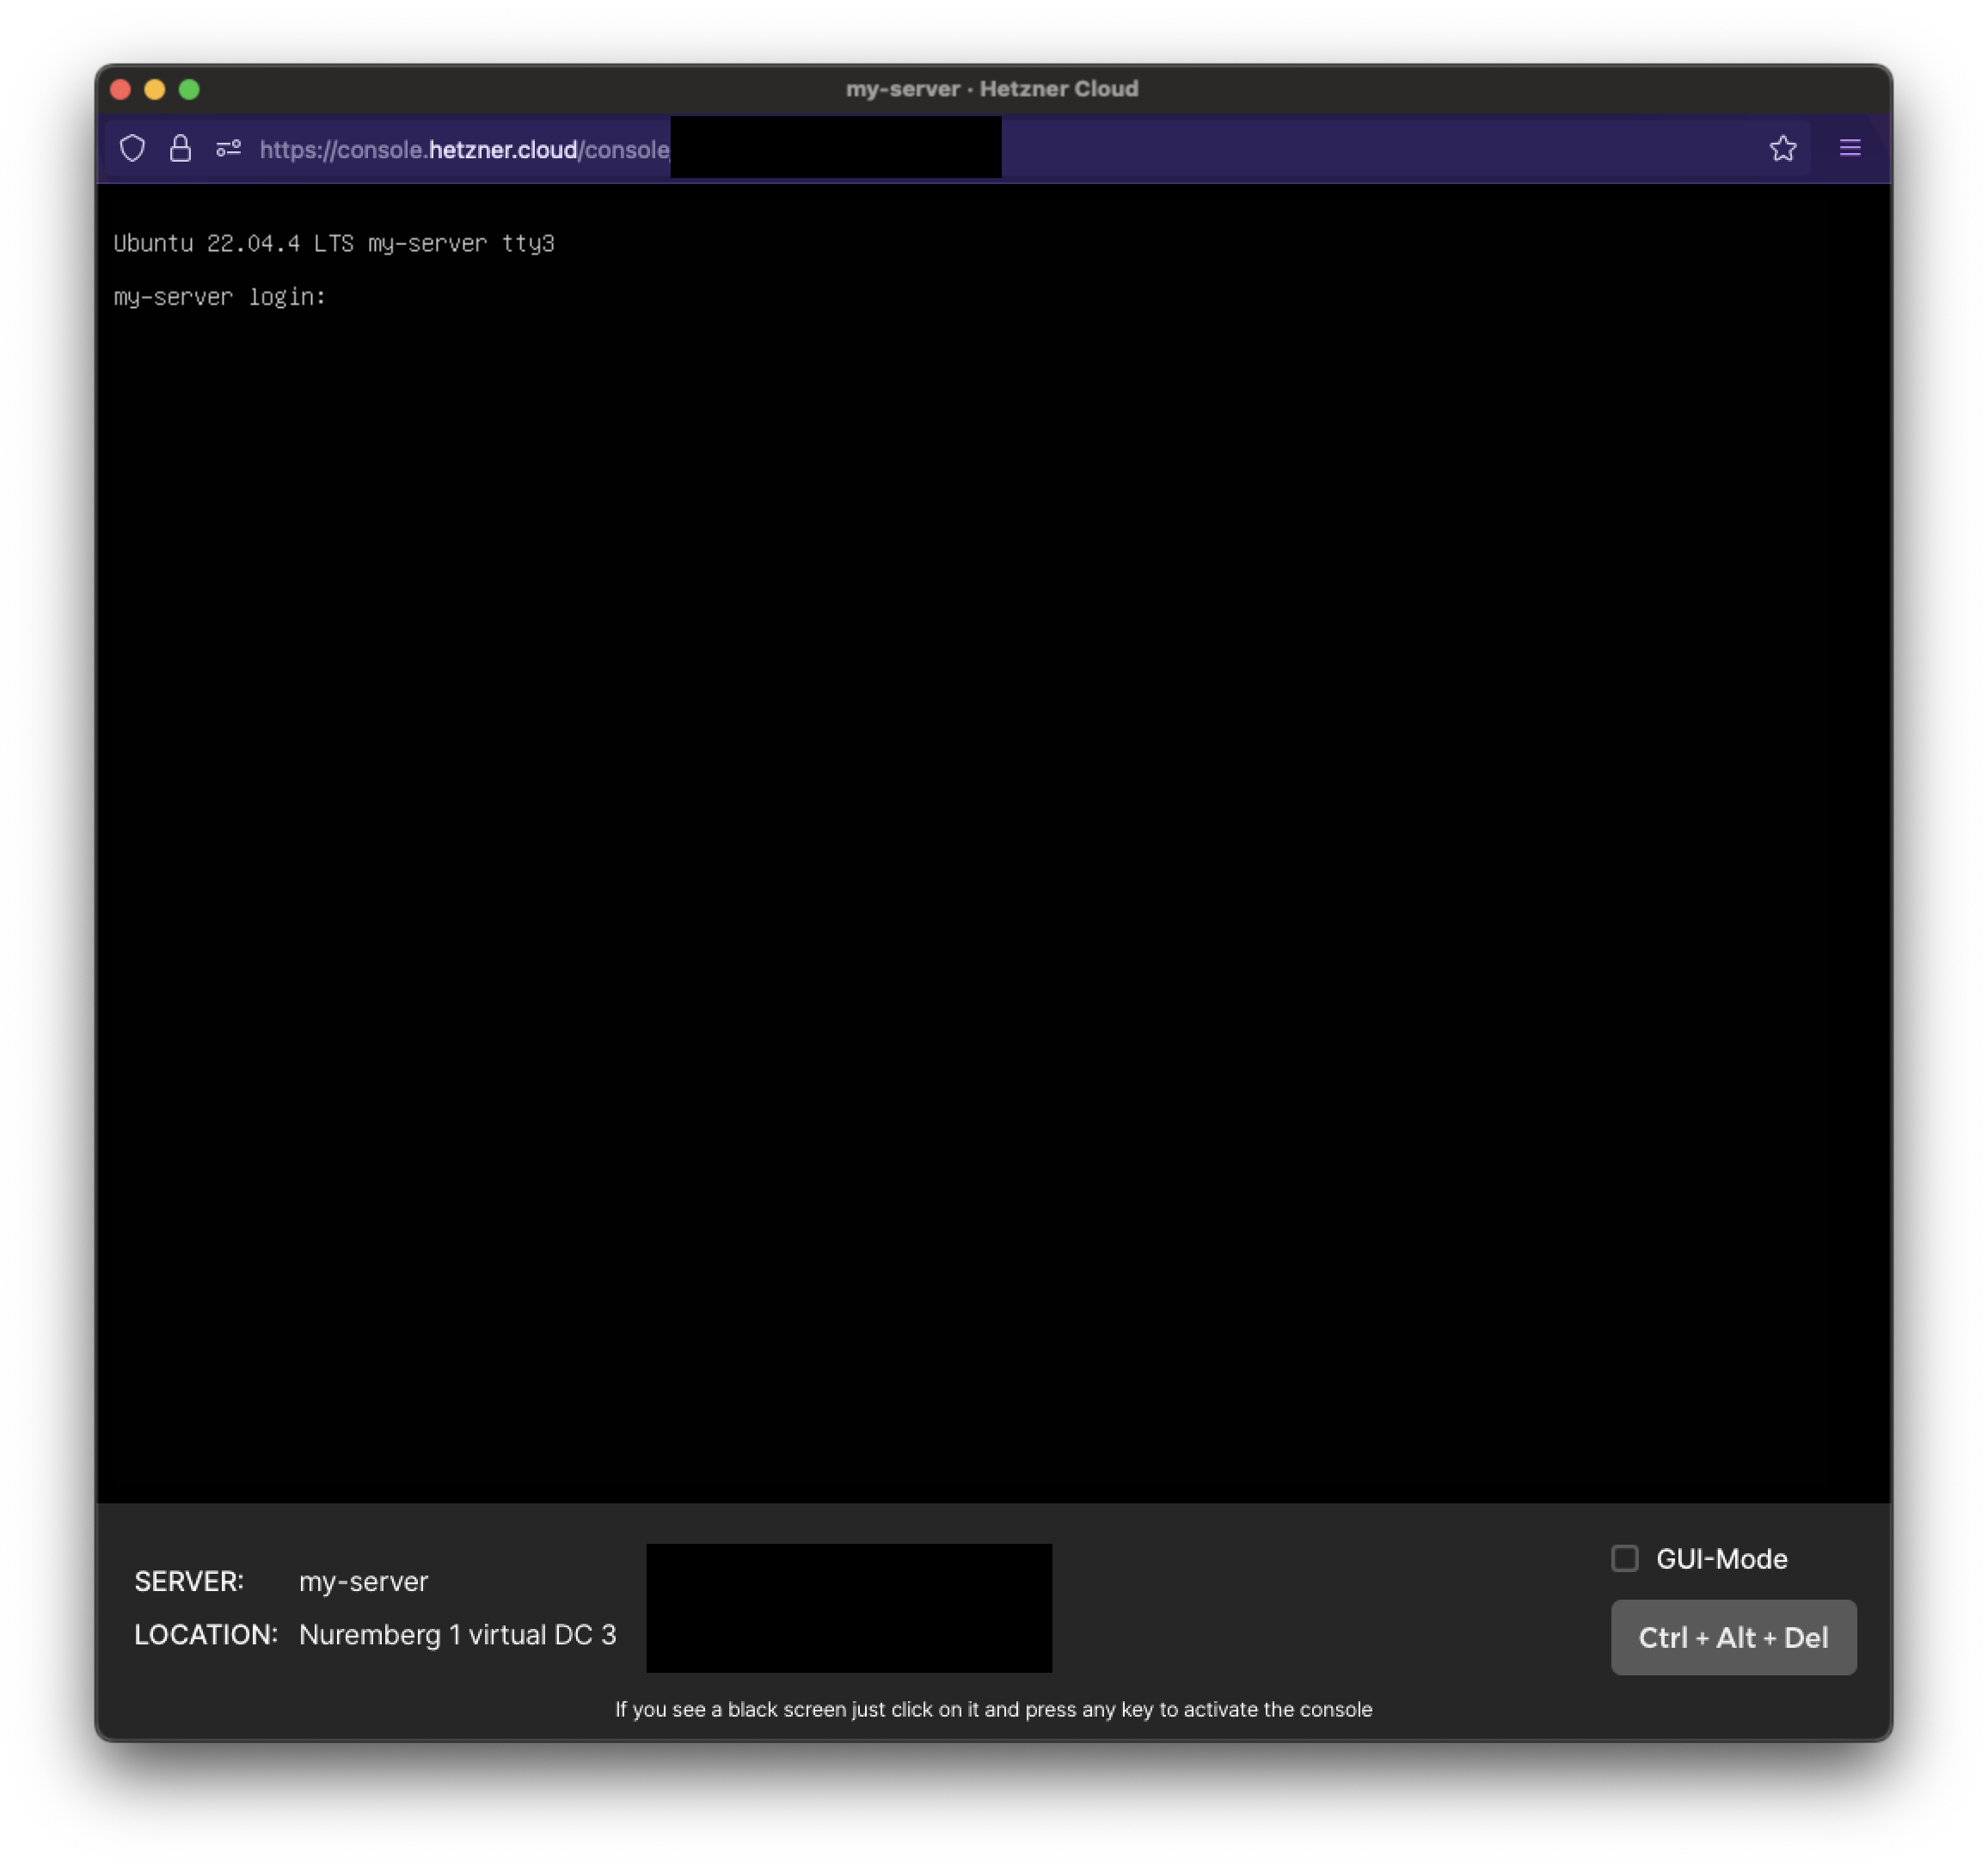 my-server · Hetzner Cloud
https://console.hetzner.cloud/console
Ubuntu 22.04.4 LTS my-server tty3
my-server login:
SERVER: my-server
LOCATION: Nuremberg 1 virtual DC 3
GUI-Mode
Ctrl + Alt + Del
If you see a black screen just click on it and press any key to activate the console